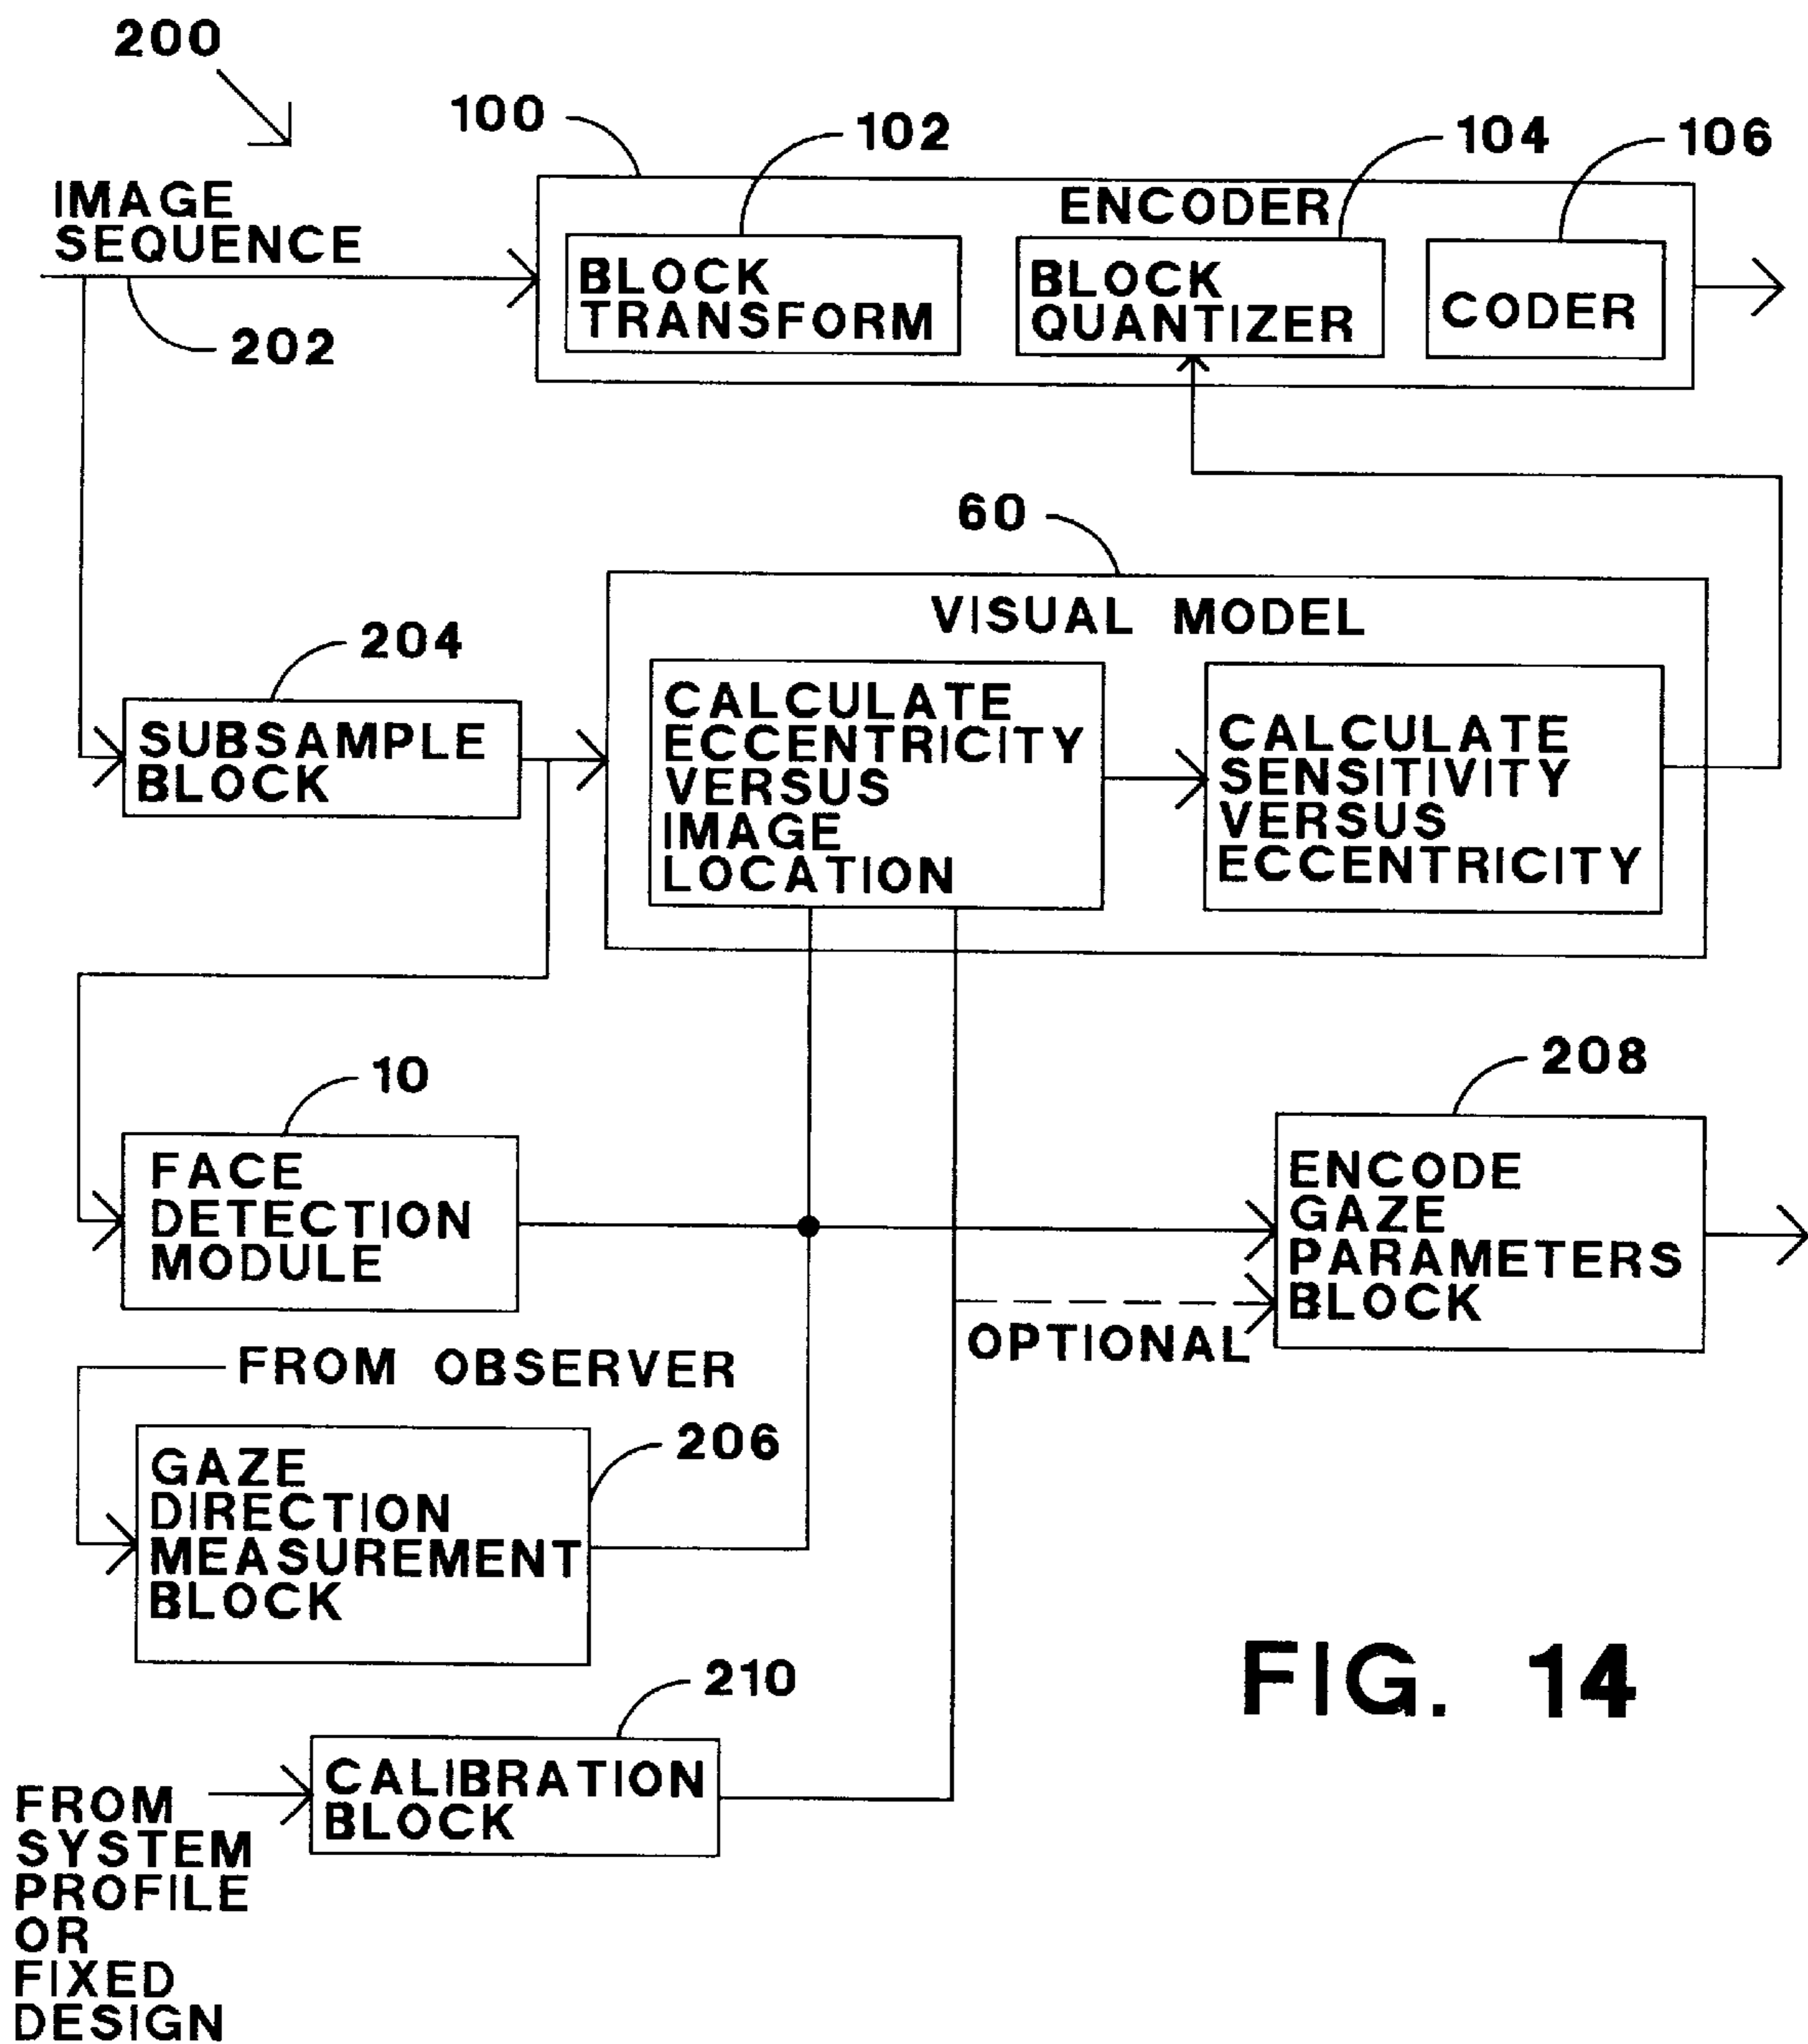 200
100
102
104
106
IMAGE
SEQUENCE
202
ENCODER
BLOCK
TRANSFORM
BLOCK
QUANTIZER
CODER
60
VISUAL MODEL
204
SUBSAMPLE
BLOCK
CALCULATE
ECCENTRICITY
VERSUS
IMAGE
LOCATION
CALCULATE
SENSITIVITY
VERSUS
ECCENTRICITY
10
FACE
DETECTION
MODULE
208
ENCODE
GAZE
PARAMETERS
BLOCK
OPTIONAL
FROM OBSERVER
206
GAZE
DIRECTION
MEASUREMENT
BLOCK
210
CALIBRATION
BLOCK
FROM
SYSTEM
PROFILE
OR
FIXED
DESIGN
FIG. 14